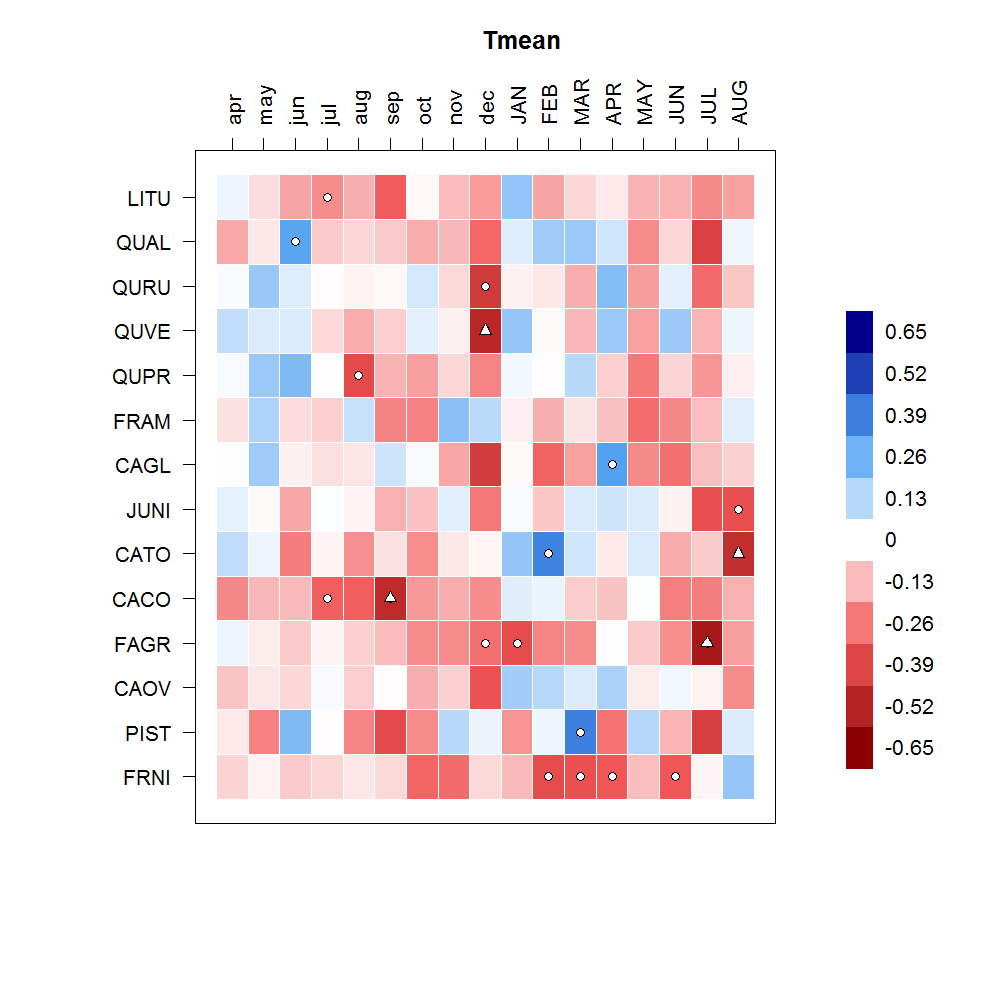 Tmean
apr may jun jul aug sep oct nov dec JAN FEB MAR APR MAY JUN JUL AUG
LITU
QUAL
QURU
QUVE
QUPR
FRAM
CAGL
JUNI
CATO
CACO
FAGR
CAOV
PIST
FRNI
0.65
0.52
0.39
0.26
0.13
0
-0.13
-0.26
-0.39
-0.52
-0.65